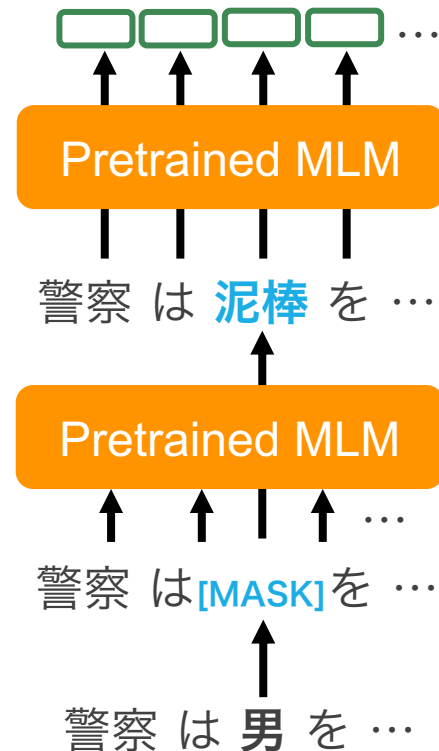 …
Pretrained MLM
警察 は 泥棒 を …
Pretrained MLM
…
警察 は[MASK]を …
警察 は 男 を …